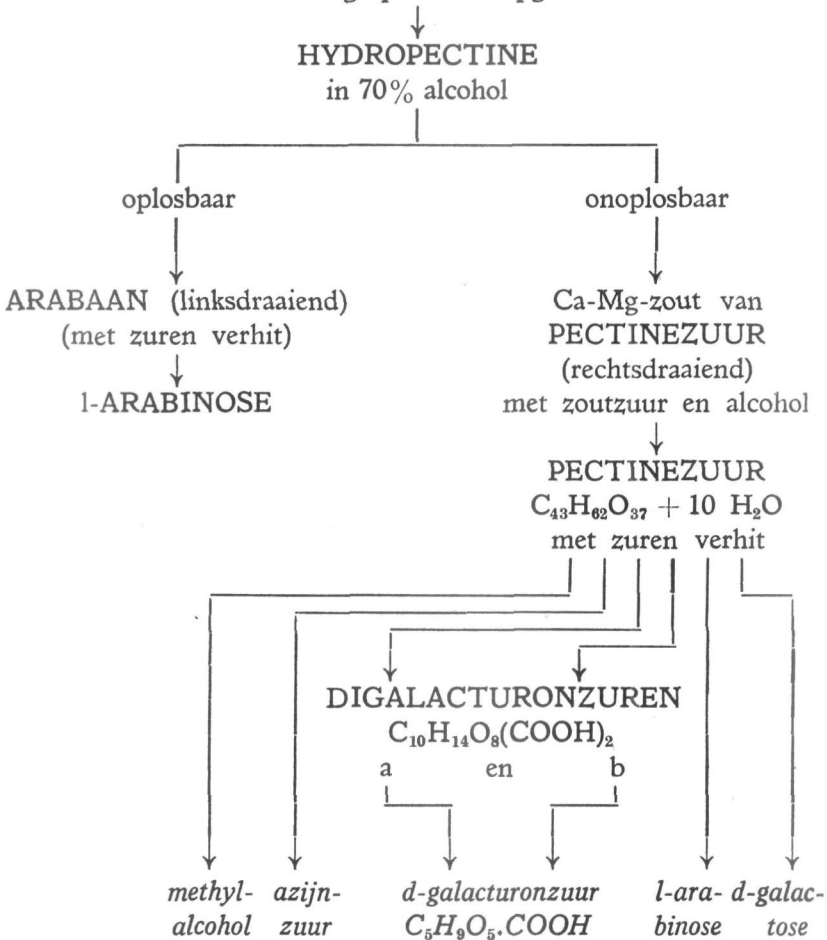 HYDROPECTINE
in 70% alcohol
oplosbaar onoplosbaar
ARABAAN (linksdraaiend)
(met zuren verhit)
l-ARABINOSE
Ca-Mg-zout van
PECTINEZUUR
(rechtsdraaiend)
met zoutzuur en alcohol
PECTINEZUUR
C₄₃H₆₂O₃₇ + 10 H₂O
met zuren verhit
DIGALACTURONZUREN
C₁₀H₁₄O₈(COOH)₂
a en b
methyl- azijn- d-galacturonzuur l-ara- d-galac-
alcohol zuur C₅H₉O₅.COOH binose tose